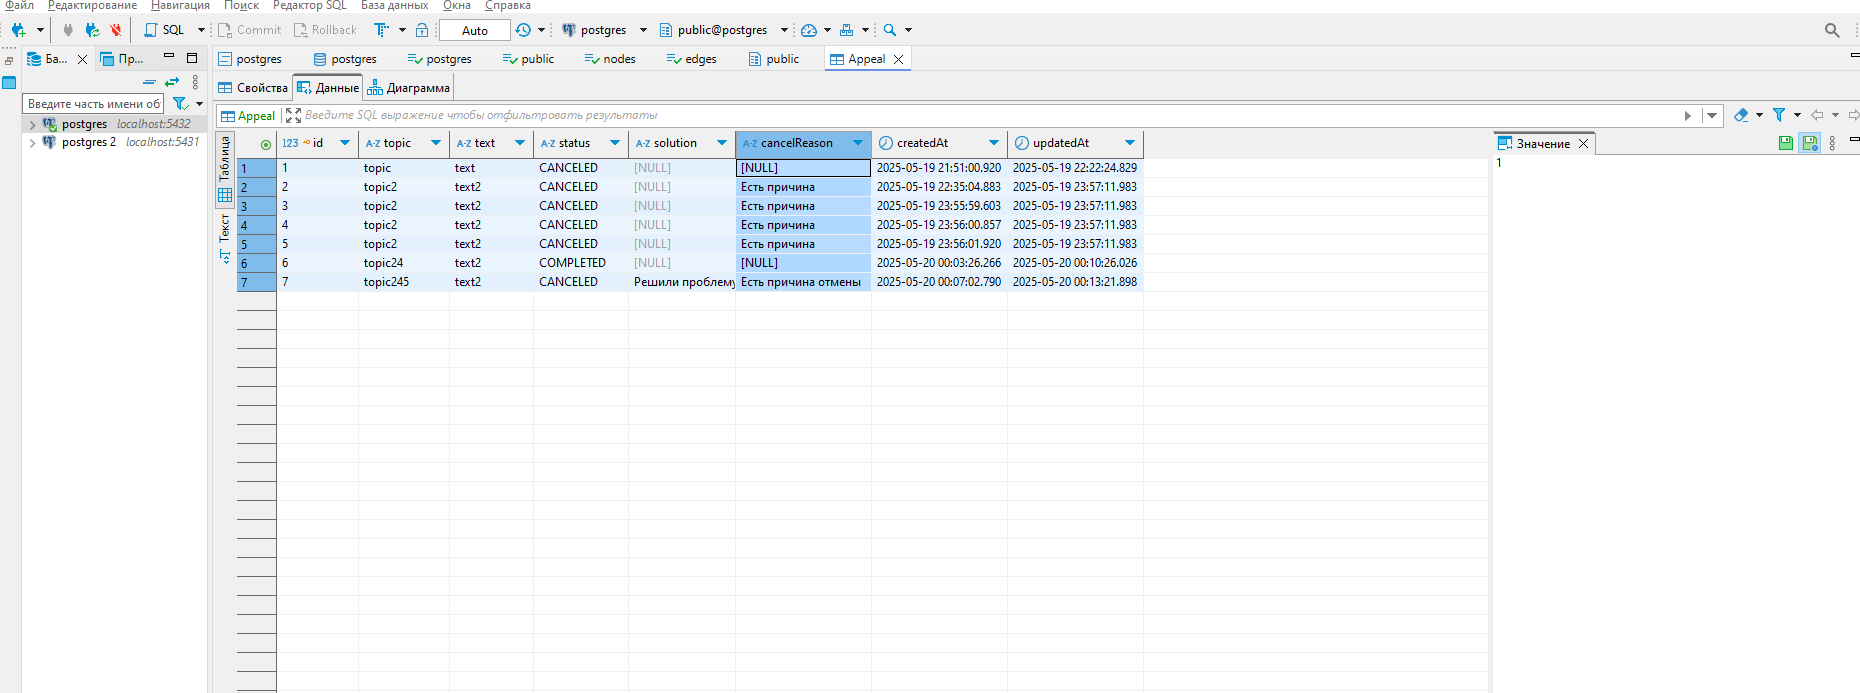 Файл Редактирование Навигация Поиск Редактор SQL База данных Окна Справка
SQL Commit Rollback Auto postgres public@postgres
Ба... Пр... postgres postgres postgres public nodes edges public Appeal
Свойства Данные Диаграмма
Введите часть имени об
Appeal Введите SQL выражение чтобы отфильтровать результаты
postgres localhost:5432
postgres 2 localhost:5431
Таблица
Текст
123 id A-Z topic A-Z text A-Z status A-Z solution A-Z cancelReason createdAt updatedAt
1 1 topic text CANCELED [NULL] [NULL] 2025-05-19 21:51:00.920 2025-05-19 22:22:24.829
2 2 topic2 text2 CANCELED [NULL] Есть причина 2025-05-19 22:35:04.883 2025-05-19 23:57:11.983
3 3 topic2 text2 CANCELED [NULL] Есть причина 2025-05-19 23:55:59.603 2025-05-19 23:57:11.983
4 4 topic2 text2 CANCELED [NULL] Есть причина 2025-05-19 23:56:00.857 2025-05-19 23:57:11.983
5 5 topic2 text2 CANCELED [NULL] Есть причина 2025-05-19 23:56:01.920 2025-05-19 23:57:11.983
6 6 topic24 text2 COMPLETED [NULL] [NULL] 2025-05-20 00:03:26.266 2025-05-20 00:10:26.026
7 7 topic245 text2 CANCELED Решили проблему Есть причина отмены 2025-05-20 00:07:02.790 2025-05-20 00:13:21.898
Значение
1